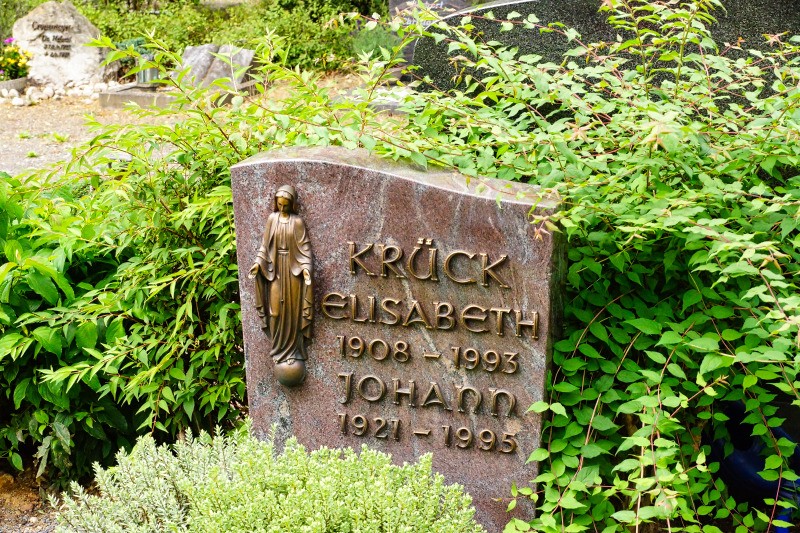 KRÜCK
ELISABETH
1908 – 1993
JOHANN
1921 – 1995